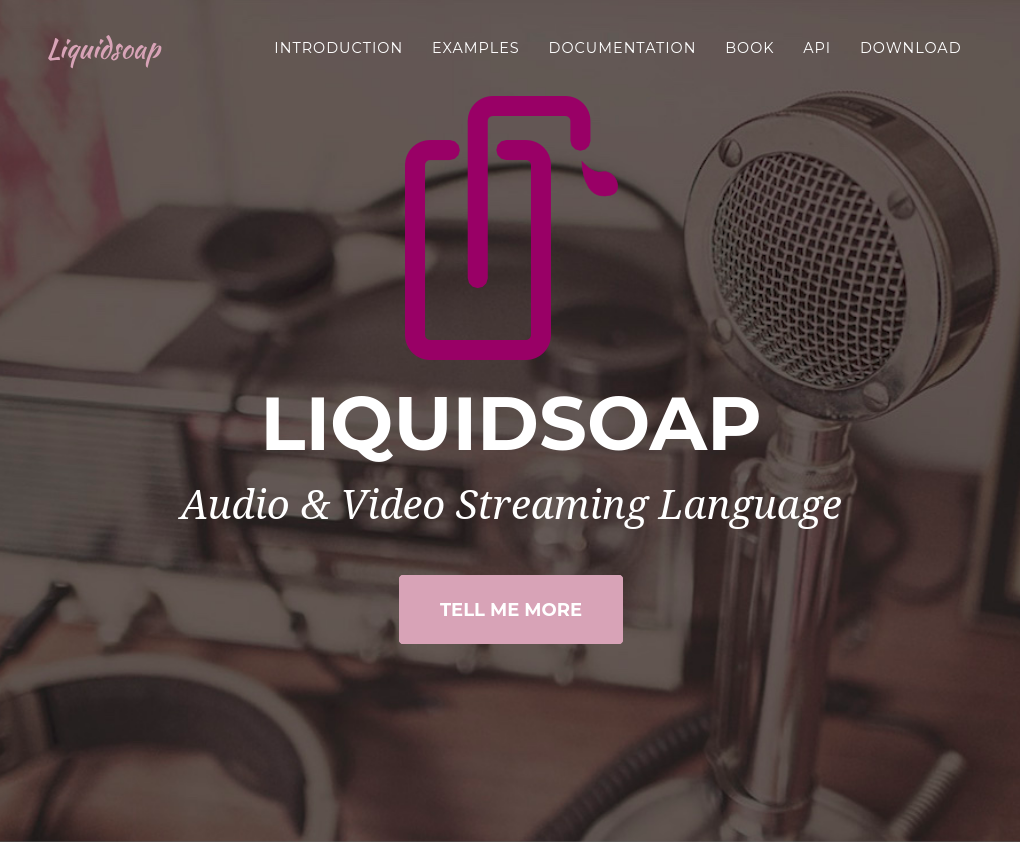 Liquidsoap
INTRODUCTION EXAMPLES DOCUMENTATION BOOK API DOWNLOAD
LIQUIDSOAP
Audio & Video Streaming Language
TELL ME MORE